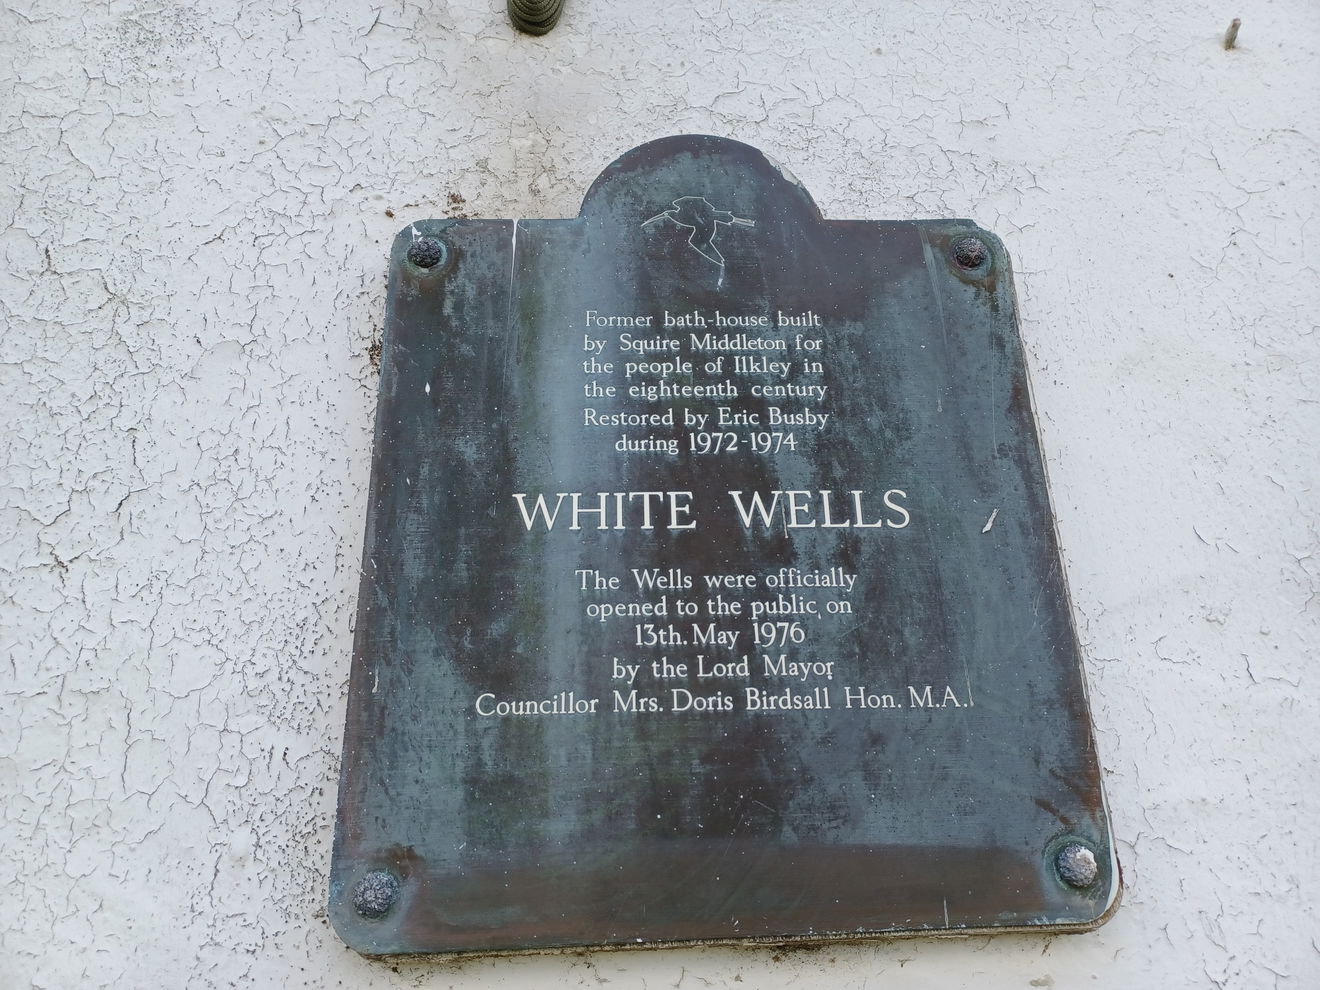 Former bath-house built
by Squire Middleton for
the people of Ilkley in
the eighteenth century
Restored by Eric Busby
during 1972-1974
WHITE WELLS
The Wells were officially
opened to the public on
13th. May 1976
by the Lord Mayor
Councillor Mrs. Doris Birdsall Hon. M.A.